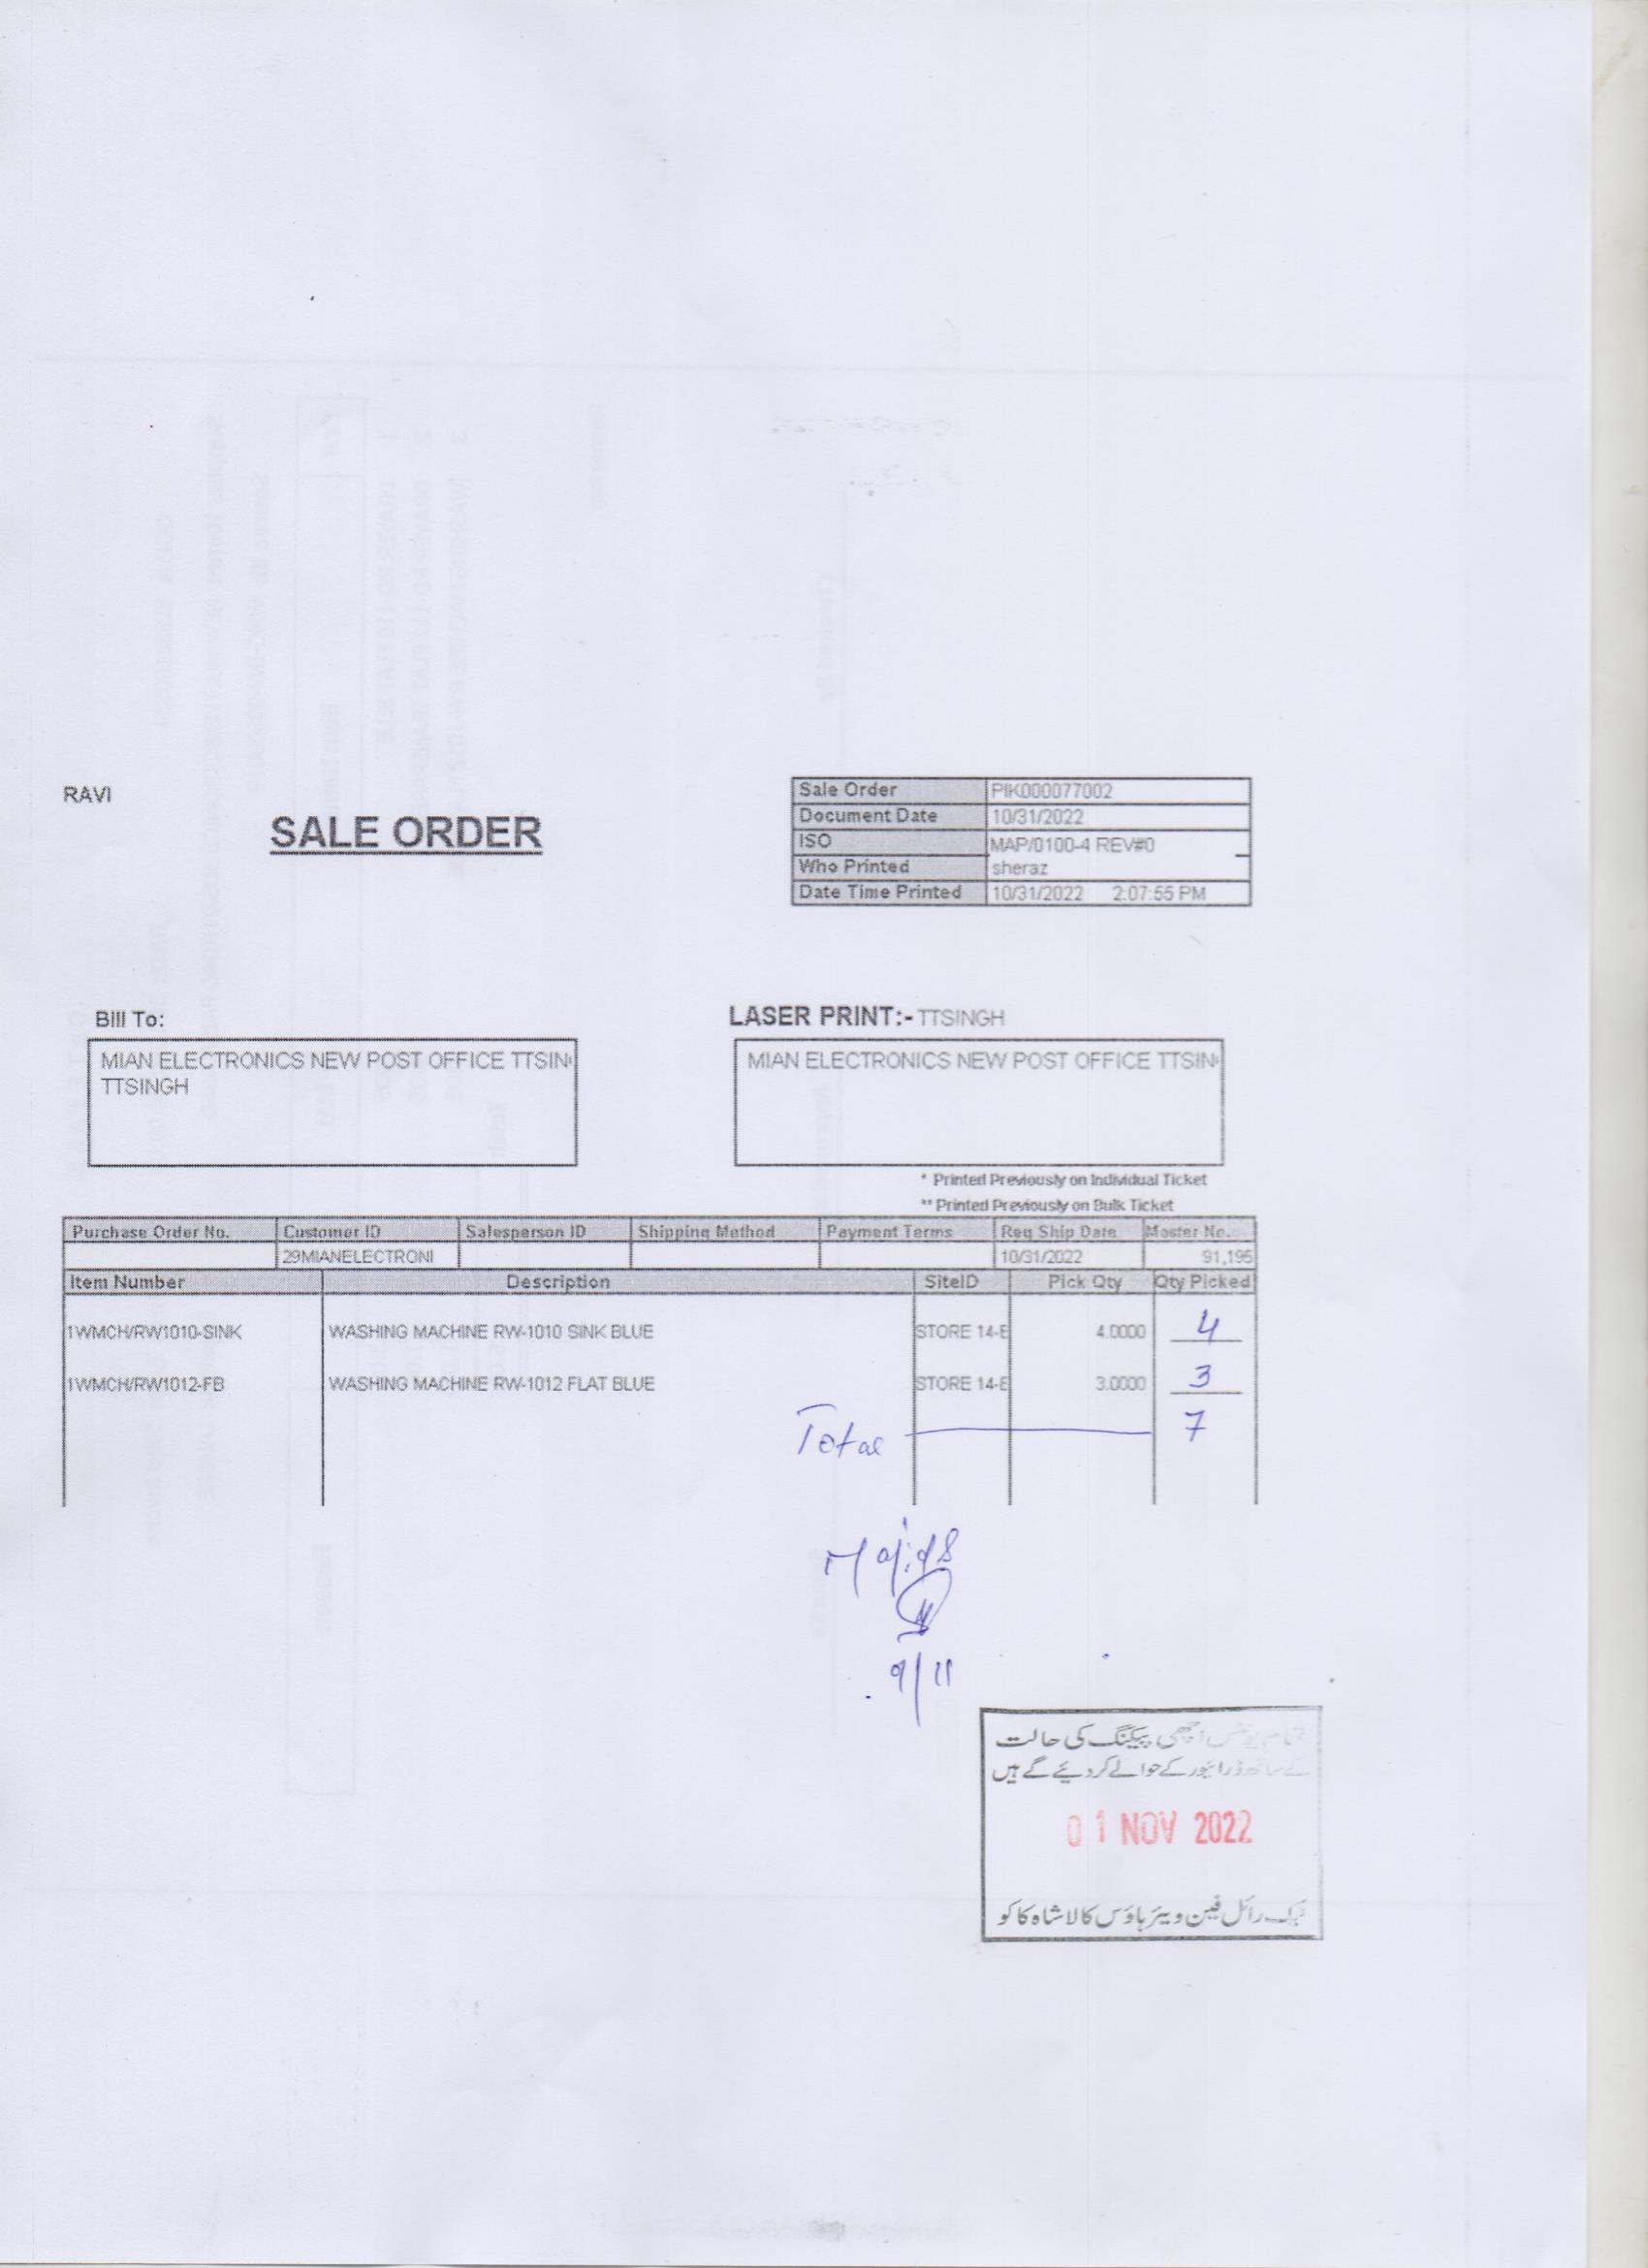 RAVI
SALE ORDER
Sale Order PIK000077002
Document Date 10/31/2022
ISO MAP/0100-4 REV#0
Who Printed sheraz
Date Time Printed 10/31/2022 2:07:55 PM
Bill To:
MIAN ELECTRONICS NEW POST OFFICE TTSIN
TTSINGH
LASER PRINT:- TTSINGH
MIAN ELECTRONICS NEW POST OFFICE TTSIN
* Printed Previously on Individual Ticket
** Printed Previously on Bulk Ticket
Purchase Order No. Customer ID Salesperson ID Shipping Method Payment Terms Req Ship Date Master No.
29MIANELECTRONI 10/31/2022 91,195
Item Number Description SiteID Pick Qty Qty Picked
1WMCH/RW1010-SINK WASHING MACHINE RW-1010 SINK BLUE STORE 14-E 4.0000 4
1WMCH/RW1012-FB WASHING MACHINE RW-1012 FLAT BLUE STORE 14-E 3.0000 3
Total 7
9/11
اچھی پیکنگ کی حالت
کے ساتھ ڈرائیور کے حوالے کر دیئے گے ہیں
01 NOV 2022
رائل فین ویئر ہاؤس کالا شاہ کاکو